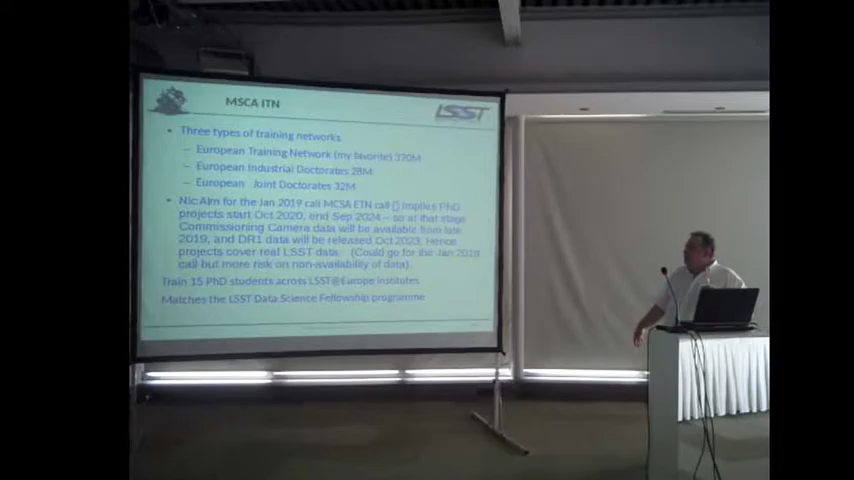 MSCA ITN
LSST
• Three types of training networks
– European Training Network (my favorite) 370M
– European Industrial Doctorates 28M
– European Joint Doctorates 32M
• Nic Aim for the Jan 2019 call MCSA ETN call () implies PhD
projects start Oct 2020, end Sep 2024 – so at that stage
Commissioning Camera data will be available from late
2019, and DR1 data will be released Oct 2023. Hence
projects cover real LSST data. (Could go for the Jan 2018
call but more risk on non-availability of data).
Train 15 PhD students across LSST@Europe institutes
Matches the LSST Data Science Fellowship programme